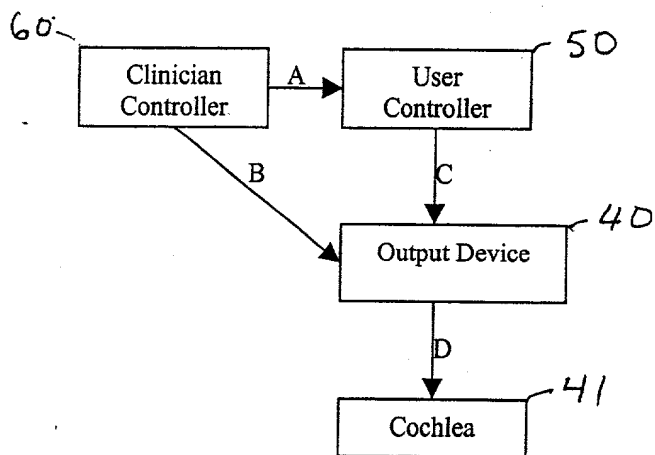 60
50
Clinician
Controller
A
User
Controller
B
C
40
Output Device
D
41
Cochlea